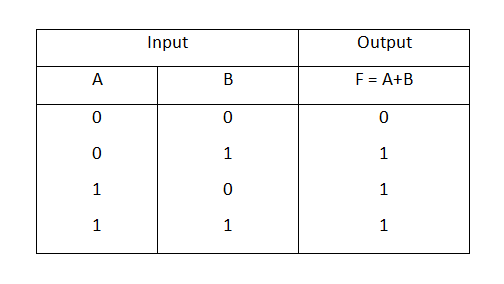 Input Output
A B F = A+B
0 0 0
0 1 1
1 0 1
1 1 1